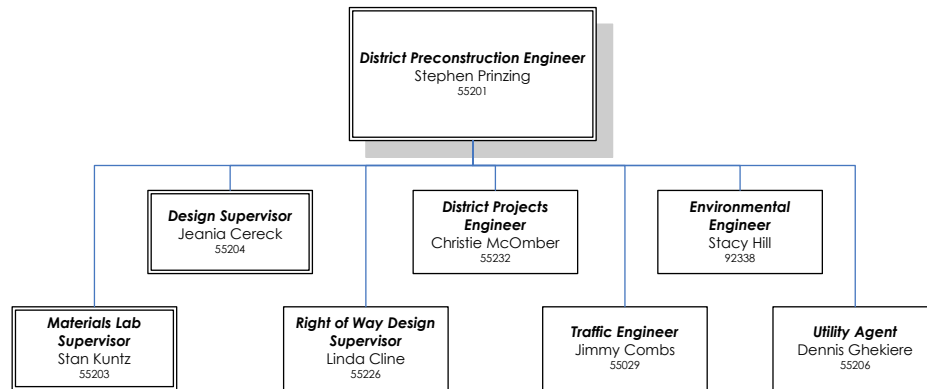 District Preconstruction Engineer
Stephen Prinzing
55201
Design Supervisor
Jeania Cereck
55204
District Projects
Engineer
Christie McOmber
55232
Environmental
Engineer
Stacy Hill
92338
Materials Lab
Supervisor
Stan Kuntz
55203
Right of Way Design
Supervisor
Linda Cline
55226
Traffic Engineer
Jimmy Combs
55029
Utility Agent
Dennis Ghekiere
55206